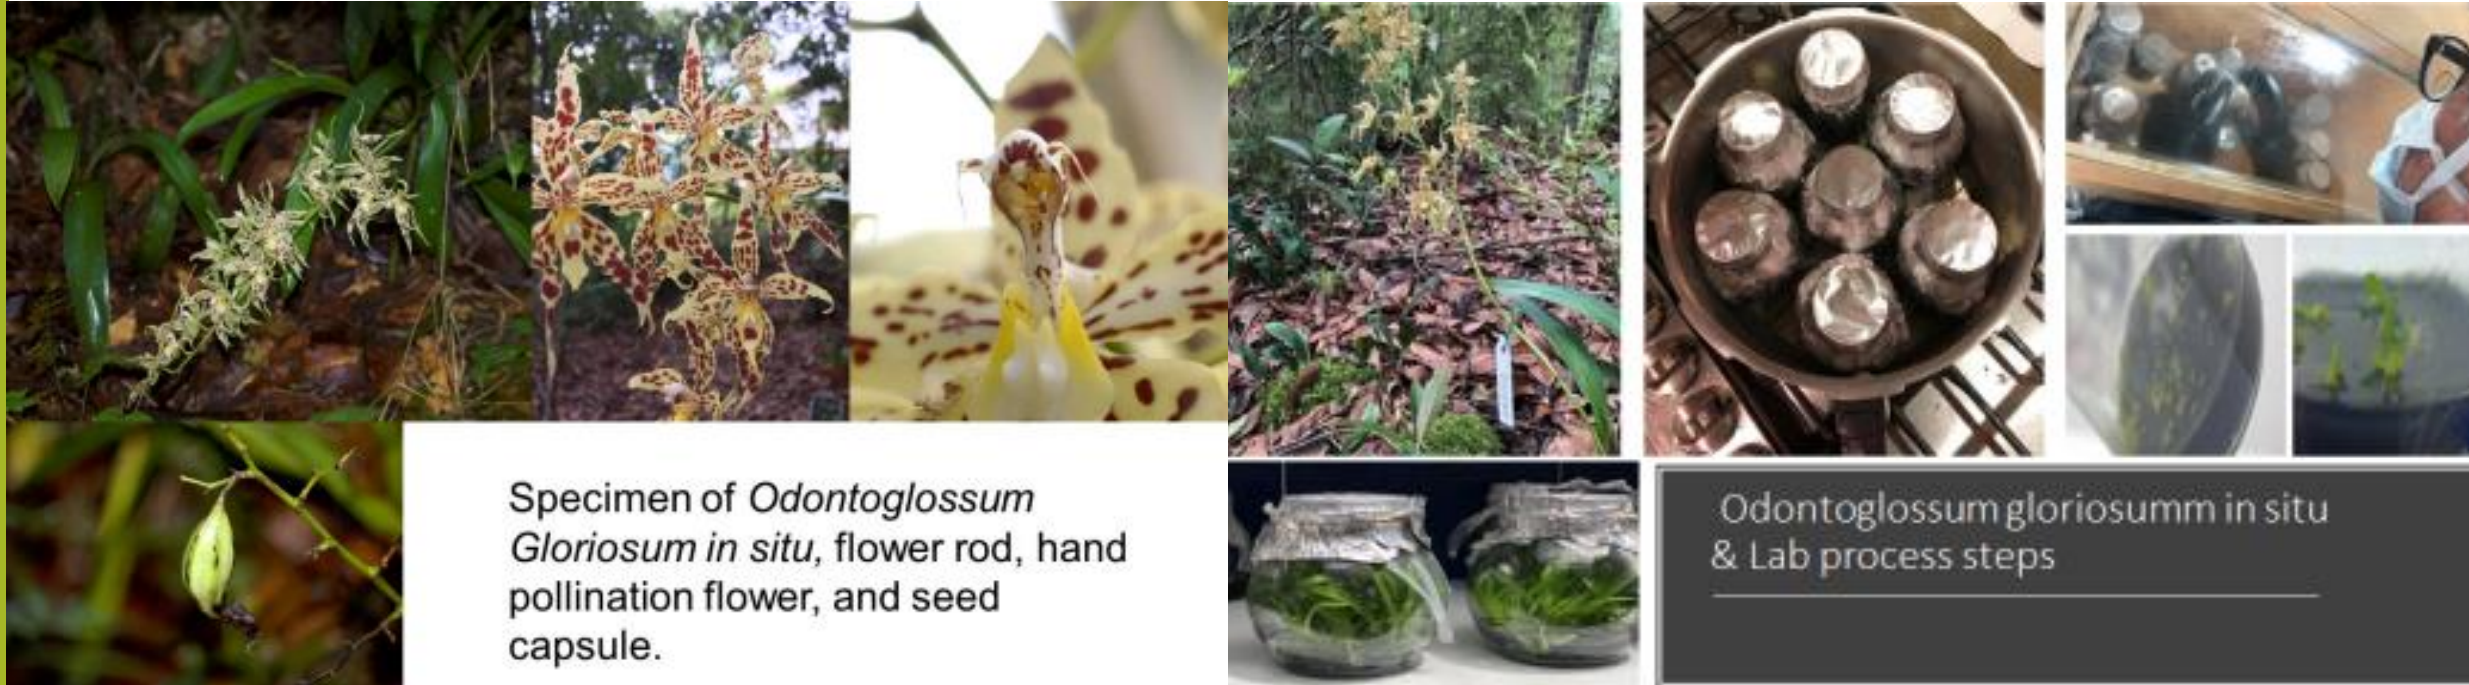 Specimen of Odontoglossum
Gloriosum in situ, flower rod, hand
pollination flower, and seed
capsule.
Odontoglossum gloriosumm in situ
& Lab process steps